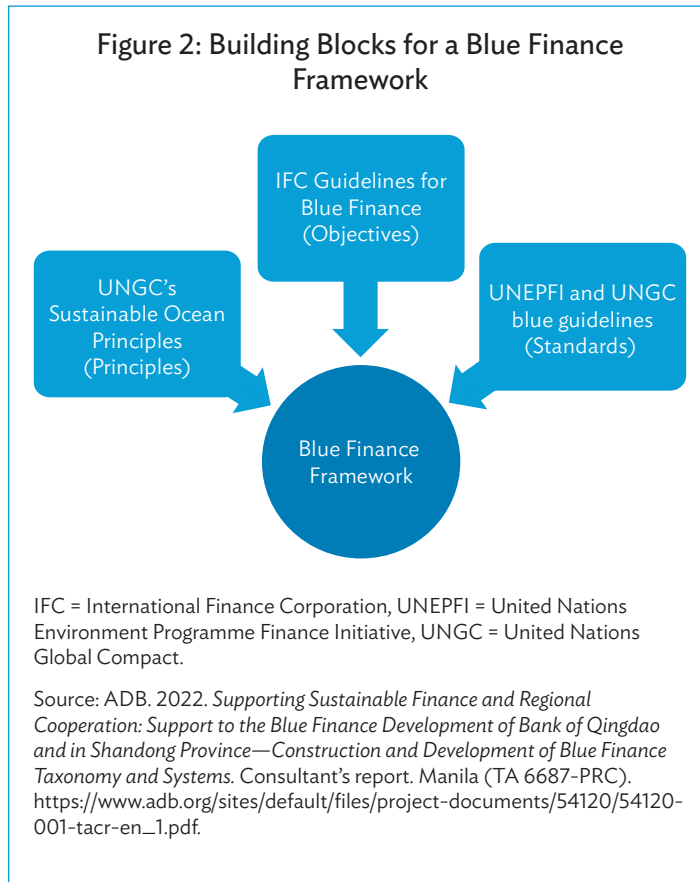 Figure 2: Building Blocks for a Blue Finance
Framework
IFC Guidelines for
Blue Finance
(Objectives)
UNGC’s
Sustainable Ocean
Principles
(Principles)
UNEPFI and UNGC
blue guidelines
(Standards)
Blue Finance
Framework
IFC = International Finance Corporation, UNEPFI = United Nations
Environment Programme Finance Initiative, UNGC = United Nations
Global Compact.
Source: ADB. 2022. Supporting Sustainable Finance and Regional
Cooperation: Support to the Blue Finance Development of Bank of Qingdao
and in Shandong Province—Construction and Development of Blue Finance
Taxonomy and Systems. Consultant’s report. Manila (TA 6687-PRC).
https://www.adb.org/sites/default/files/project-documents/54120/54120-
001-tacr-en_1.pdf.